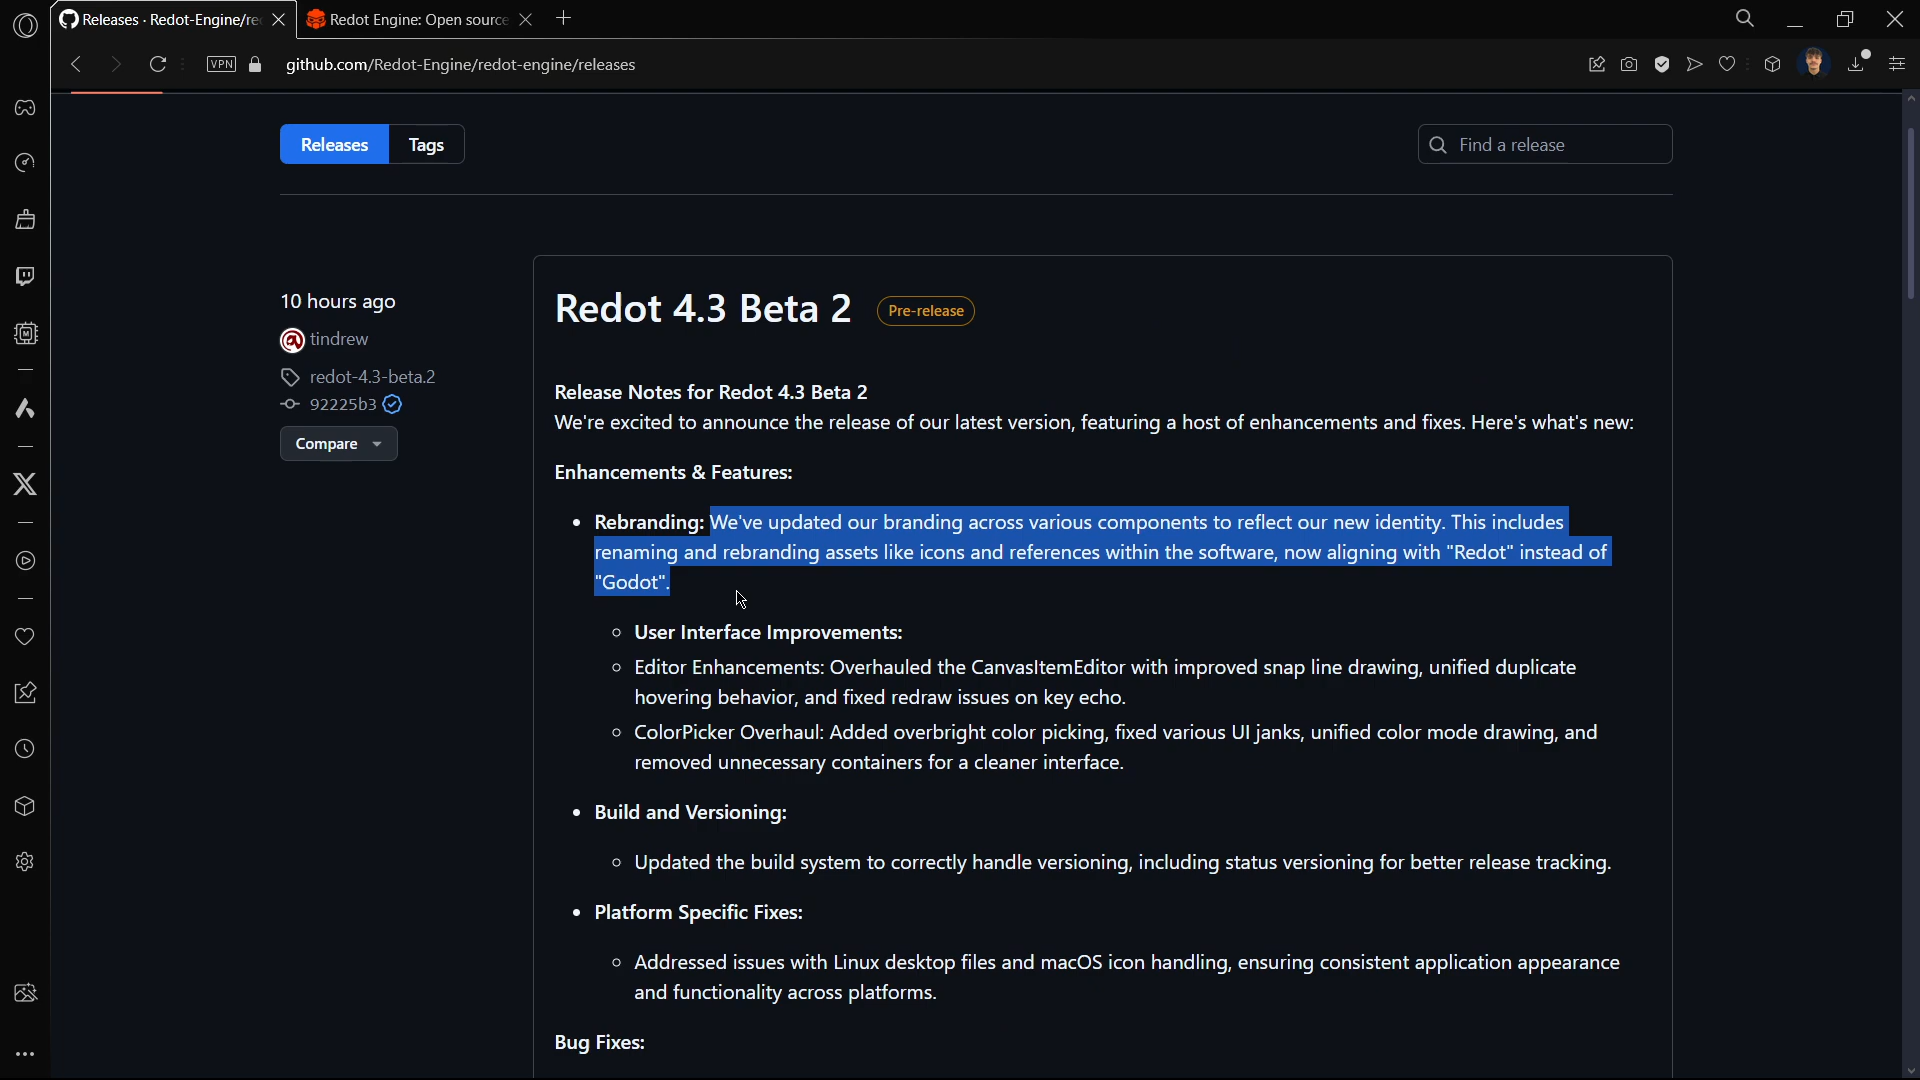 Releases · Redot-Engine/re
Redot Engine: Open source
VPN
github.com/Redot-Engine/redot-engine/releases
Releases
Tags
Find a release
10 hours ago
tindrew
redot-4.3-beta.2
92225b3
Compare
Redot 4.3 Beta 2
Pre-release
Release Notes for Redot 4.3 Beta 2
We're excited to announce the release of our latest version, featuring a host of enhancements and fixes. Here's what's new:
Enhancements & Features:
• Rebranding: We've updated our branding across various components to reflect our new identity. This includes
renaming and rebranding assets like icons and references within the software, now aligning with "Redot" instead of
"Godot".
◦ User Interface Improvements:
◦ Editor Enhancements: Overhauled the CanvasItemEditor with improved snap line drawing, unified duplicate
hovering behavior, and fixed redraw issues on key echo.
◦ ColorPicker Overhaul: Added overbright color picking, fixed various UI janks, unified color mode drawing, and
removed unnecessary containers for a cleaner interface.
• Build and Versioning:
◦ Updated the build system to correctly handle versioning, including status versioning for better release tracking.
• Platform Specific Fixes:
◦ Addressed issues with Linux desktop files and macOS icon handling, ensuring consistent application appearance
and functionality across platforms.
Bug Fixes: